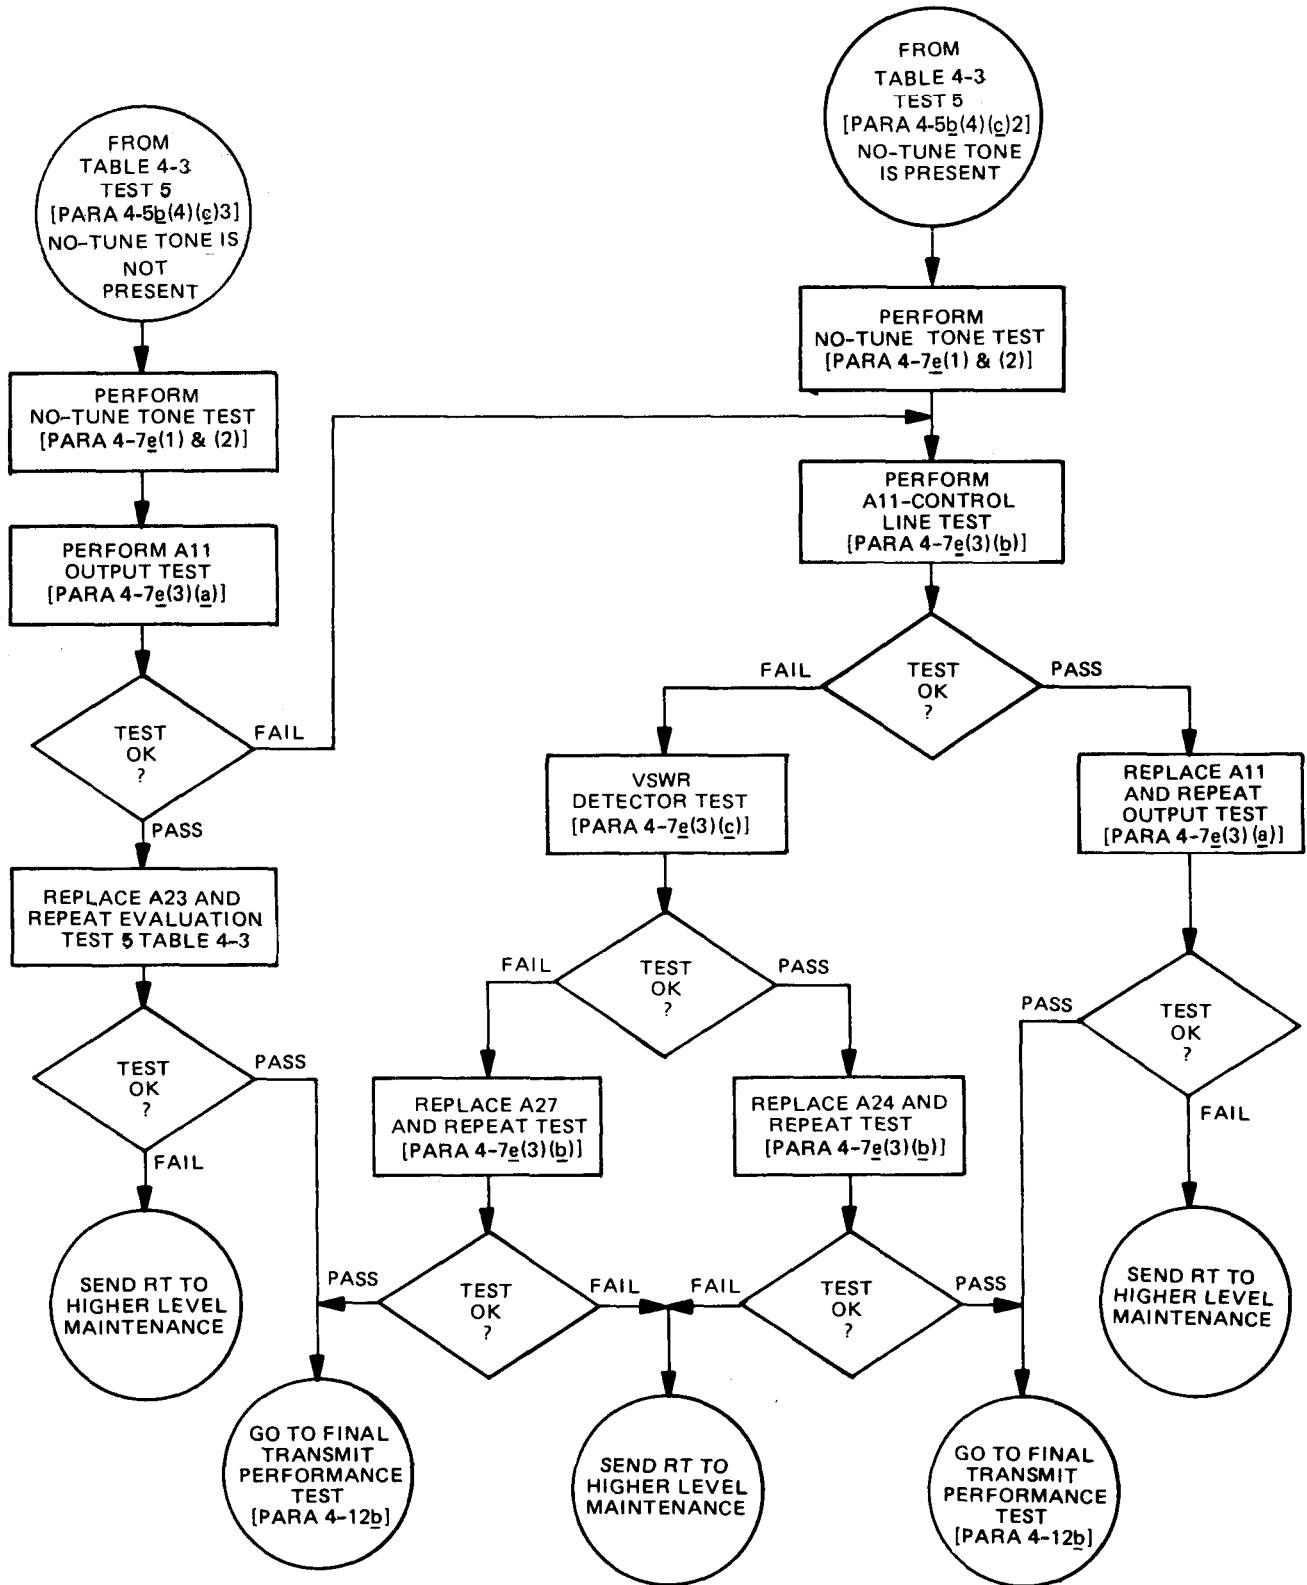 FROM
TABLE 4-3
TEST 5
[PARA 4-5b(4)(c)3]
NO-TUNE TONE IS
NOT
PRESENT
PERFORM
NO-TUNE TONE TEST
[PARA 4-7e(1) & (2)]
PERFORM A11
OUTPUT TEST
[PARA 4-7e(3)(a)]
TEST
OK
?
FAIL
PASS
REPLACE A23 AND
REPEAT EVALUATION
TEST 5 TABLE 4-3
TEST
OK
?
PASS
FAIL
SEND RT TO
HIGHER LEVEL
MAINTENANCE
FROM
TABLE 4-3
TEST 5
[PARA 4-5b(4)(c)2]
NO-TUNE TONE
IS PRESENT
PERFORM
NO-TUNE TONE TEST
[PARA 4-7e(1) & (2)]
PERFORM
A11-CONTROL
LINE TEST
[PARA 4-7e(3)(b)]
FAIL
TEST
OK
?
PASS
VSWR
DETECTOR TEST
[PARA 4-7e(3)(c)]
FAIL
TEST
OK
?
PASS
REPLACE A27
AND REPEAT TEST
[PARA 4-7e(3)(b)]
REPLACE A24 AND
REPEAT TEST
[PARA 4-7e(3)(b)]
PASS
TEST
OK
?
FAIL
FAIL
TEST
OK
?
PASS
GO TO FINAL
TRANSMIT
PERFORMANCE
TEST
[PARA 4-12b]
SEND RT TO
HIGHER LEVEL
MAINTENANCE
GO TO FINAL
TRANSMIT
PERFORMANCE
TEST
[PARA 4-12b]
REPLACE A11
AND REPEAT
OUTPUT TEST
[PARA 4-7e(3)(a)]
PASS
TEST
OK
?
FAIL
SEND RT TO
HIGHER LEVEL
MAINTENANCE